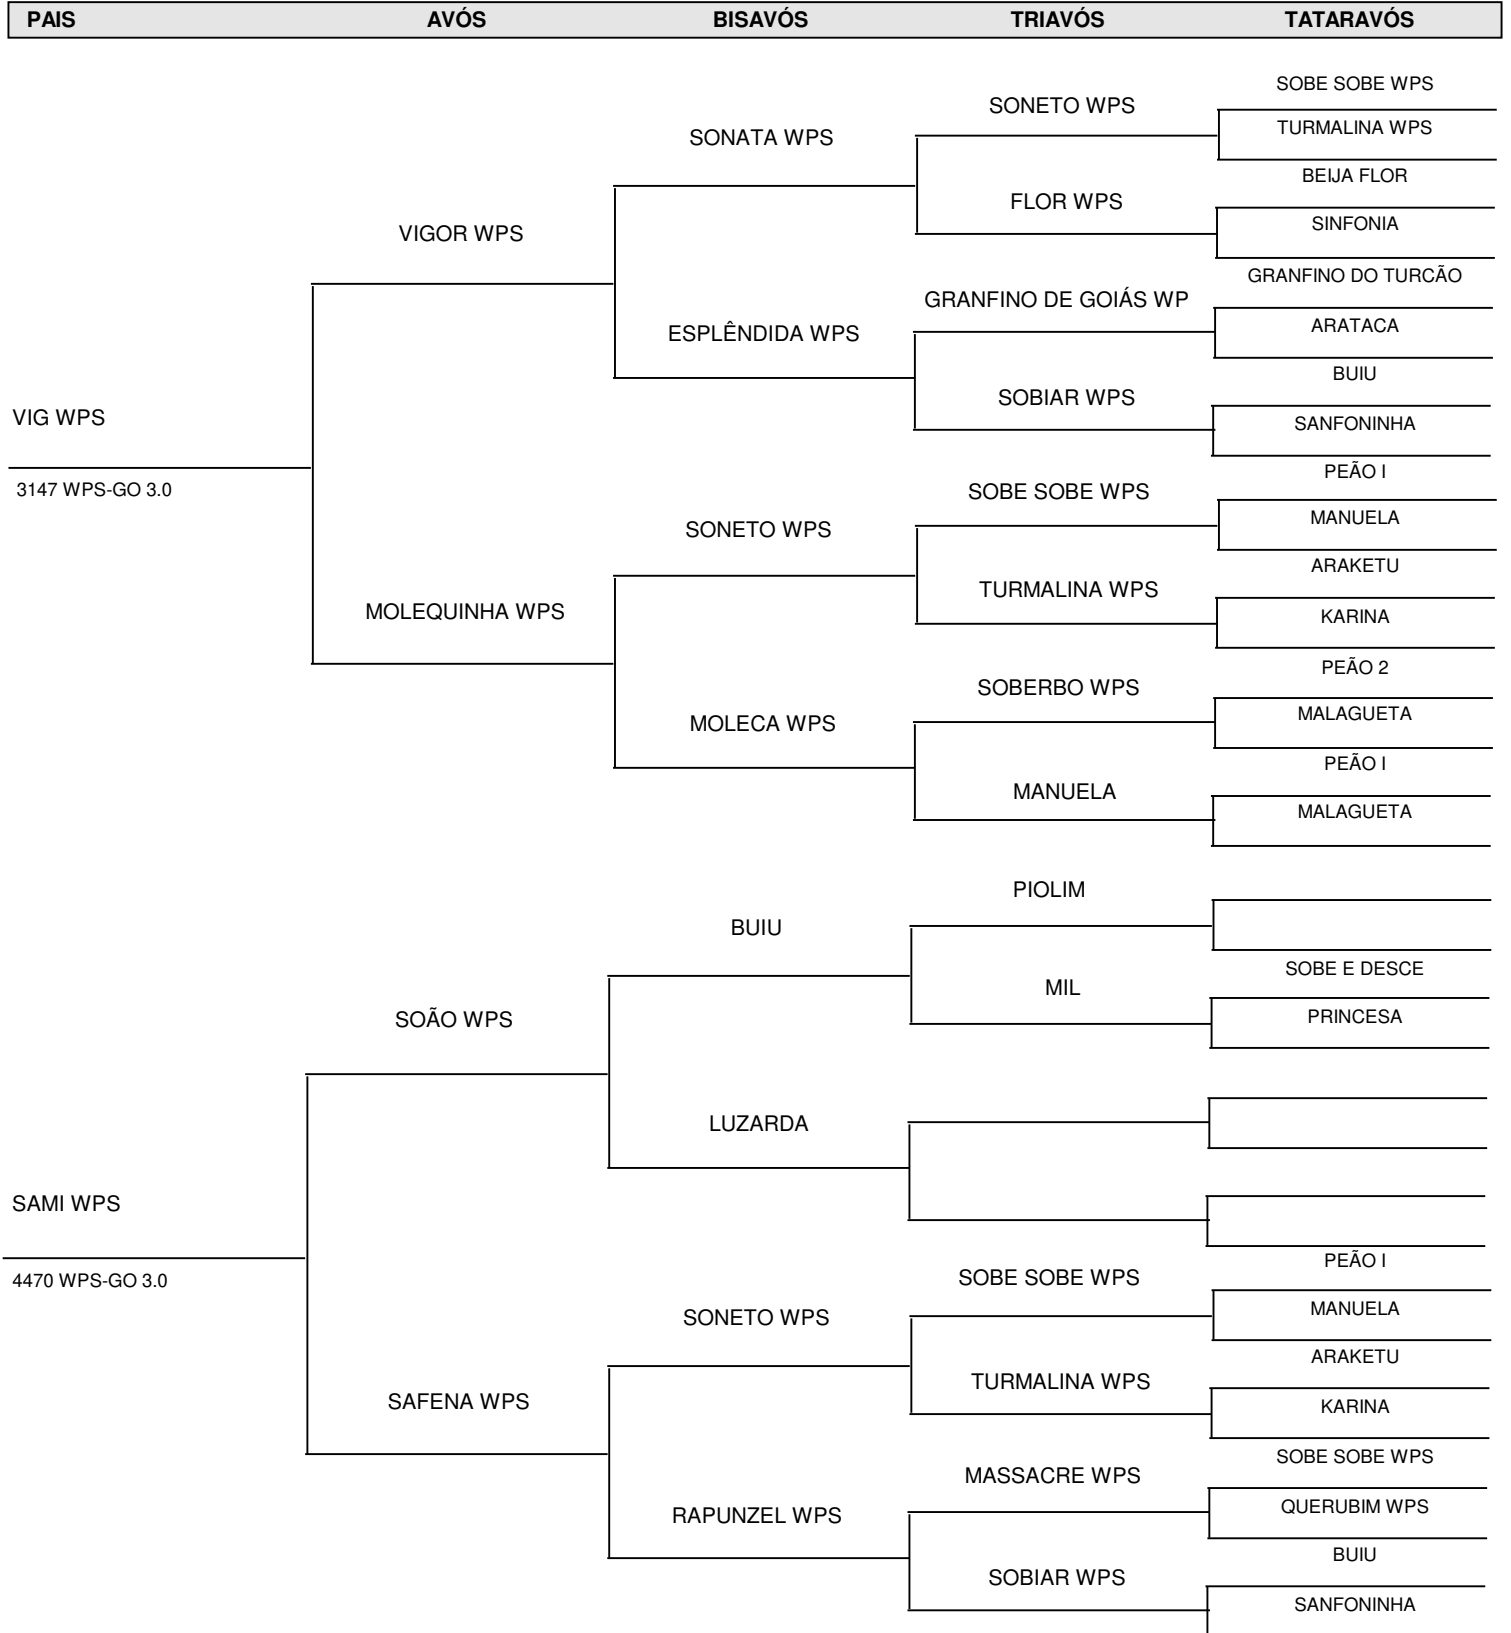 PAIS AVÓS BISAVÓS TRIAVÓS TATARAVÓS
SOBE SOBE WPS
SONETO WPS
TURMALINA WPS
SONATA WPS
BEIJA FLOR
FLOR WPS
SINFONIA
VIGOR WPS
GRANFINO DO TURCÃO
GRANFINO DE GOIÁS WP
ARATACA
ESPLÊNDIDA WPS
BUIU
SOBIAR WPS
SANFONINHA
VIG WPS
PEÃO I
3147 WPS-GO 3.0
SOBE SOBE WPS
MANUELA
SONETO WPS
ARAKETU
TURMALINA WPS
MOLEQUINHA WPS
KARINA
PEÃO 2
SOBERBO WPS
MALAGUETA
MOLECA WPS
PEÃO I
MANUELA
MALAGUETA
PIOLIM
BUIU
SOBE E DESCE
MIL
SOÃO WPS
PRINCESA
LUZARDA
SAMI WPS
PEÃO I
4470 WPS-GO 3.0
SOBE SOBE WPS
MANUELA
SONETO WPS
ARAKETU
TURMALINA WPS
SAFENA WPS
KARINA
SOBE SOBE WPS
MASSACRE WPS
QUERUBIM WPS
RAPUNZEL WPS
BUIU
SOBIAR WPS
SANFONINHA